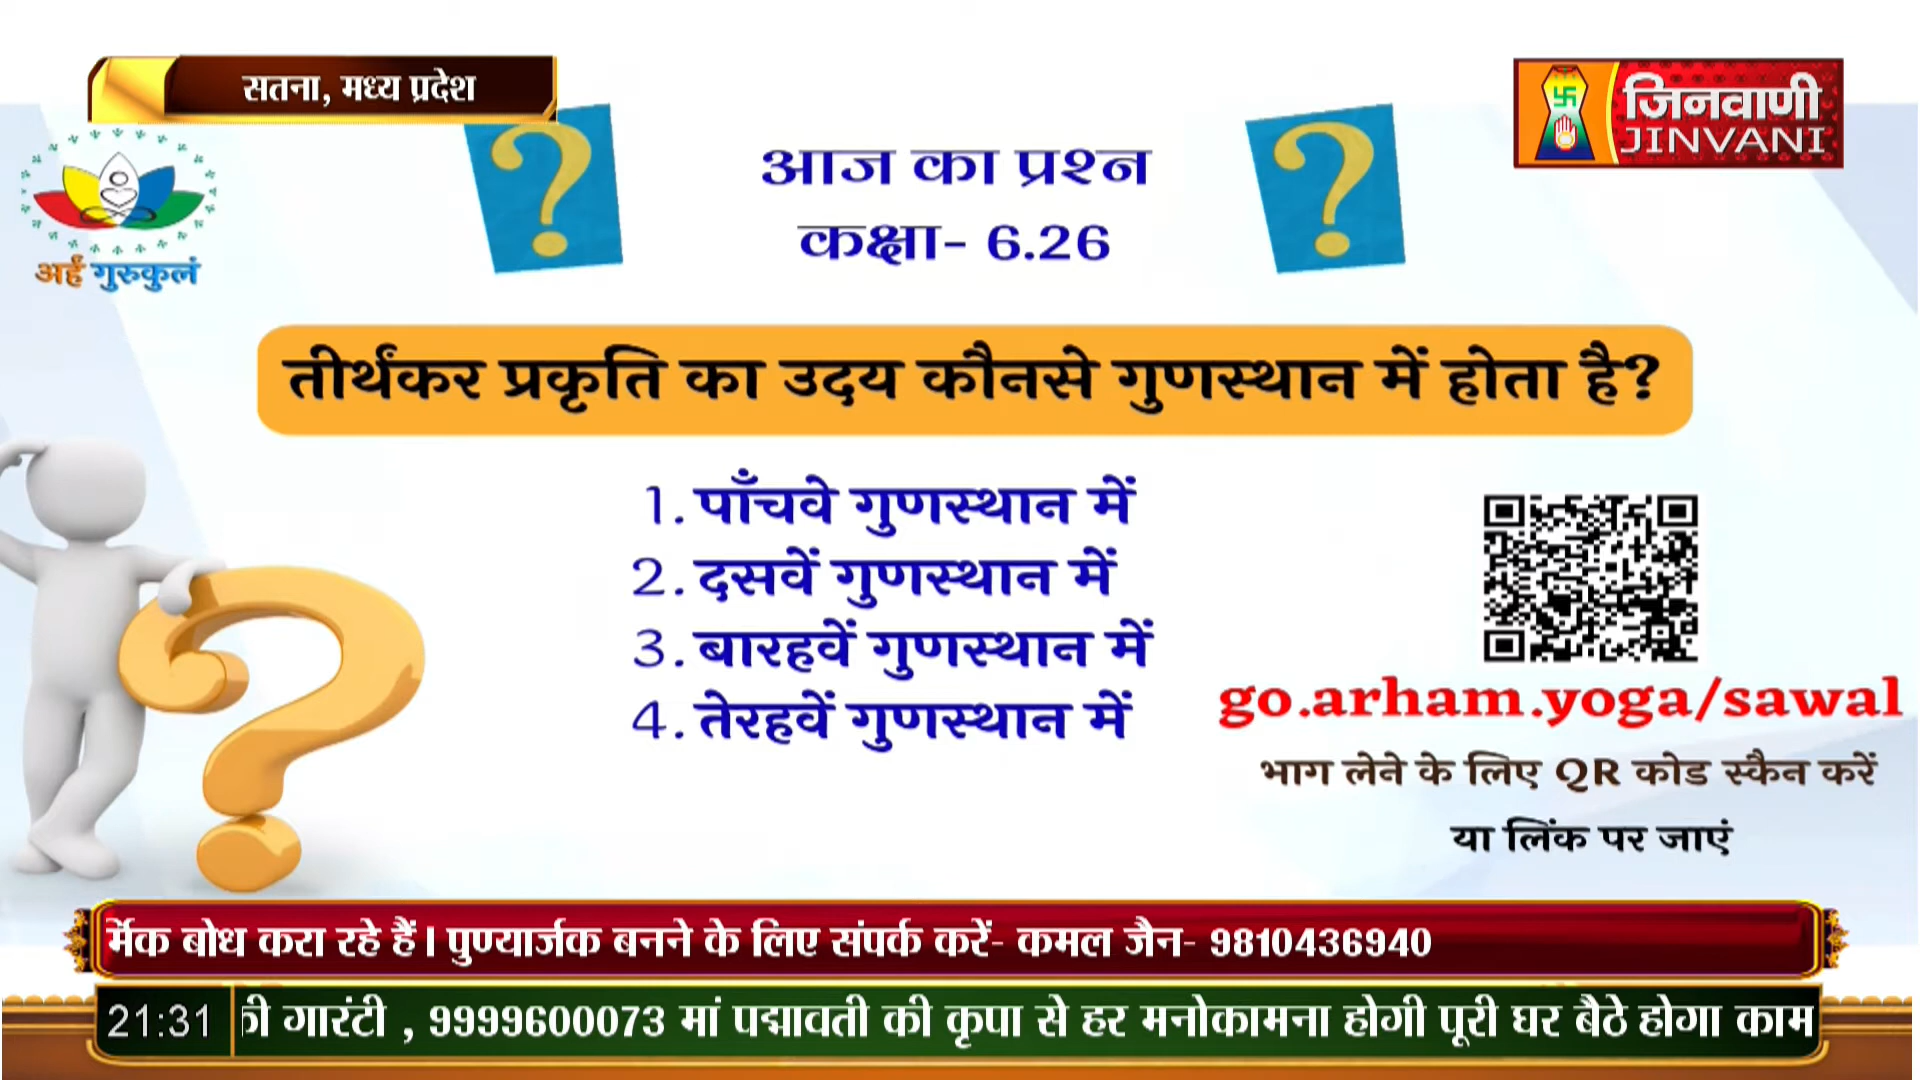 सतना, मध्य प्रदेश
जिनवाणी
JINVANI
अर्हं गुरुकुलं
आज का प्रश्न
कक्षा- 6.26
तीर्थंकर प्रकृति का उदय कौनसे गुणस्थान में होता है?
1. पाँचवे गुणस्थान में
2. दसवें गुणस्थान में
3. बारहवें गुणस्थान में
4. तेरहवें गुणस्थान में
go.arham.yoga/sawal
भाग लेने के लिए QR कोड स्कैन करें
या लिंक पर जाएं
र्मिक बोध करा रहे हैं। पुण्यार्जक बनने के लिए संपर्क करें- कमल जैन- 9810436940
21:31 की गारंटी , 9999600073 मां पद्मावती की कृपा से हर मनोकामना होगी पूरी घर बैठे होगा काम